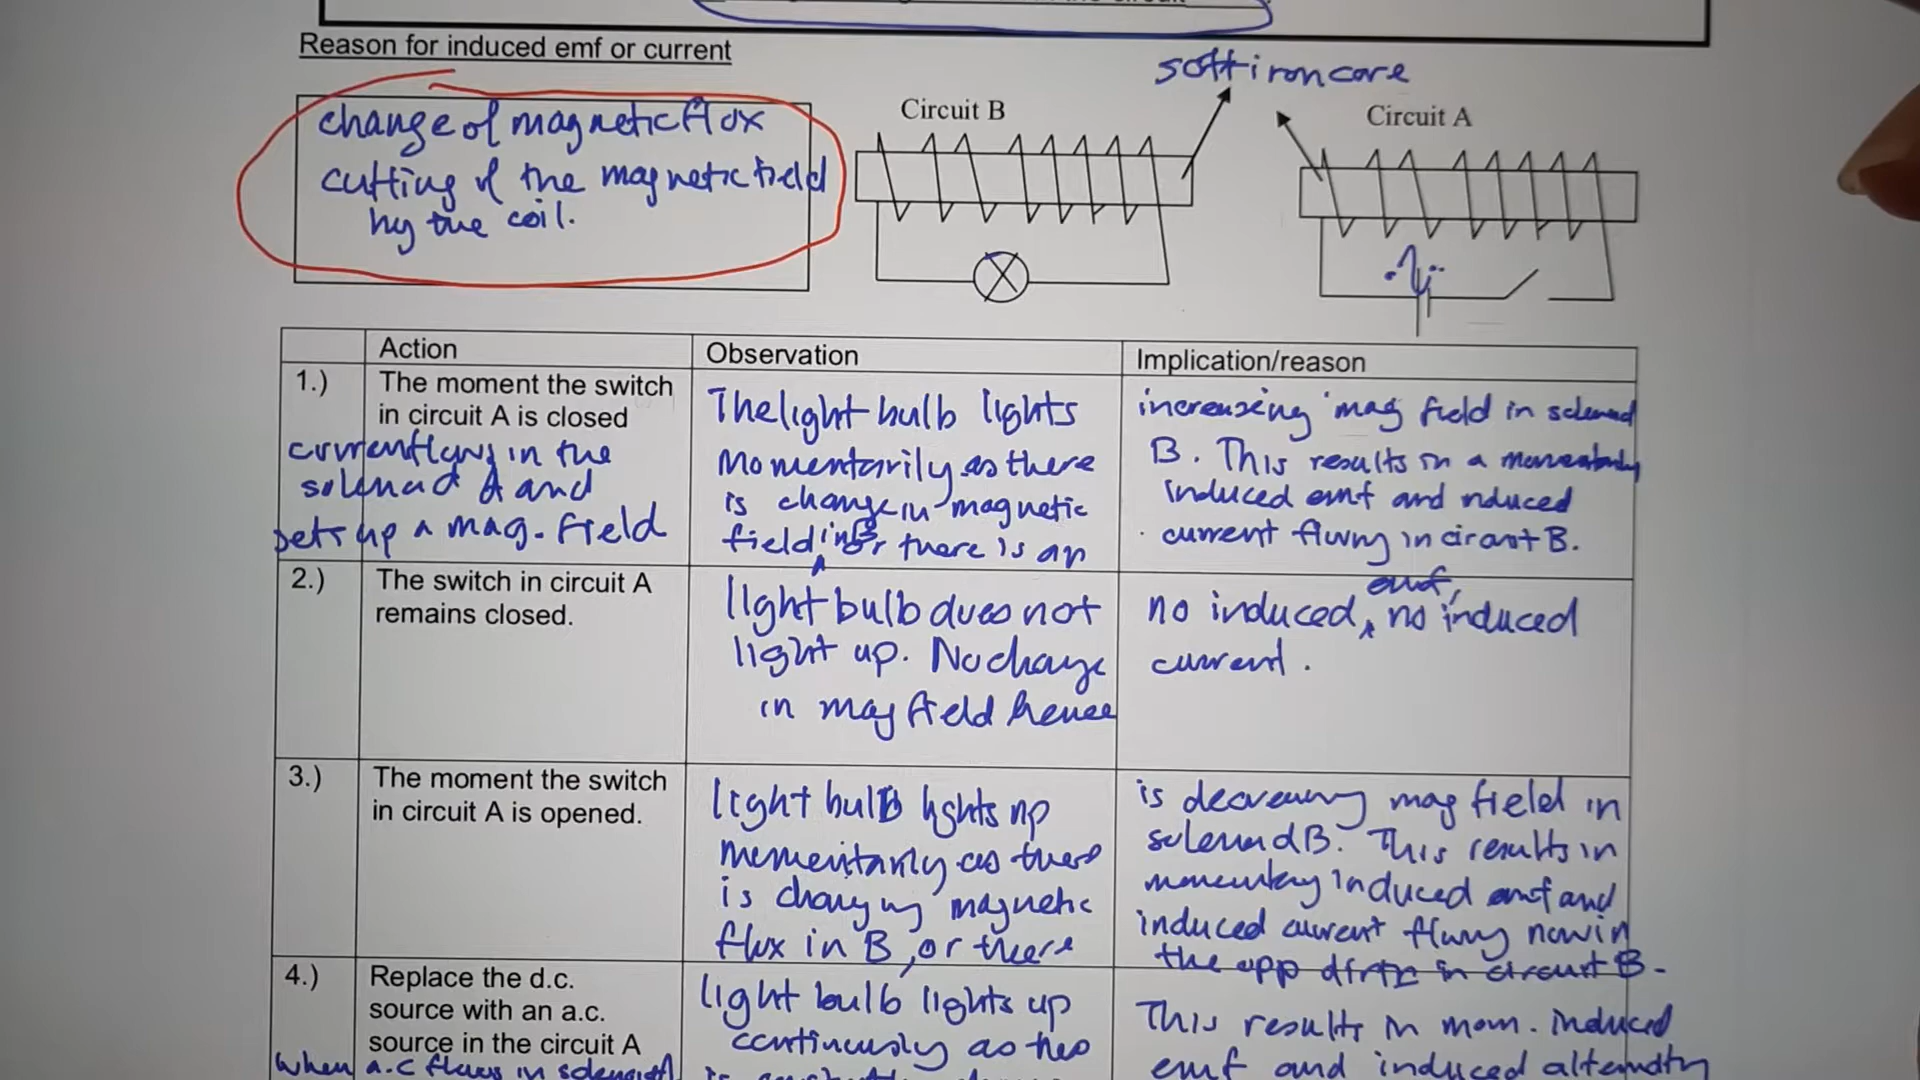 Reason for induced emf or current
soft iron core
change of magnetic flux
cutting of the magnetic field
by the coil.
Circuit B
Circuit A
Action
Observation
Implication/reason
1.)
The moment the switch
in circuit A is closed
current flows in the
solenoid A and
sets up a mag. field
The light bulb lights
momentarily as there
is change in magnetic
field in B or there is an
increasing mag field in solenoid
B. This results in a momentarily
induced emf and induced
current flwng in circuit B.
2.)
The switch in circuit A
remains closed.
light bulb does not
light up. No change
in mag field hence
no induced emf, no induced
current.
3.)
The moment the switch
in circuit A is opened.
light bulb lights up
momentarily as there
is changing magnetic
flux in B, or there
is decreasing mag field in
solenoid B. This results in
momentary induced emf and
induced current flwng now in
the opp dirtn in circuit B.
4.)
Replace the d.c.
source with an a.c.
source in the circuit A
When a.c flows in solenoid A
light bulb lights up
continuously as
This results in mom. induced
emf and induced